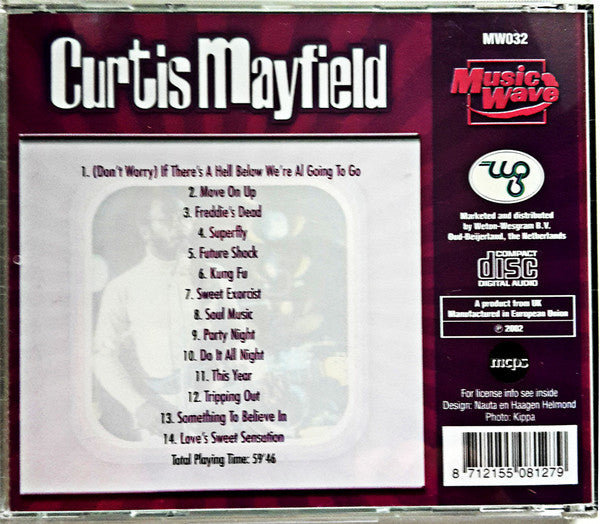 Curtis Mayfield
1. (Don't Worry) If There's A Hell Below We're Al Going To Go
2. Move On Up
3. Freddie's Dead
4. Superfly
5. Future Shock
6. Kung Fu
7. Sweet Exorcist
8. Soul Music
9. Party Night
10. Do It All Night
11. This Year
12. Tripping Out
13. Something To Believe In
14. Love's Sweet Sensation
Total Playing Time: 59'46
MW032
Music
Wave
wg
Marketed and distributed
by Weton-Wesgram B.V.
Oud-Beijerland, the Netherlands
COMPACT
disc
DIGITAL AUDIO
A product from UK
Manufactured in European Union
℗ 2002
mcps
For license info see inside
Design: Nauta en Haagen Helmond
Photo: Kippa
8 712155 081279